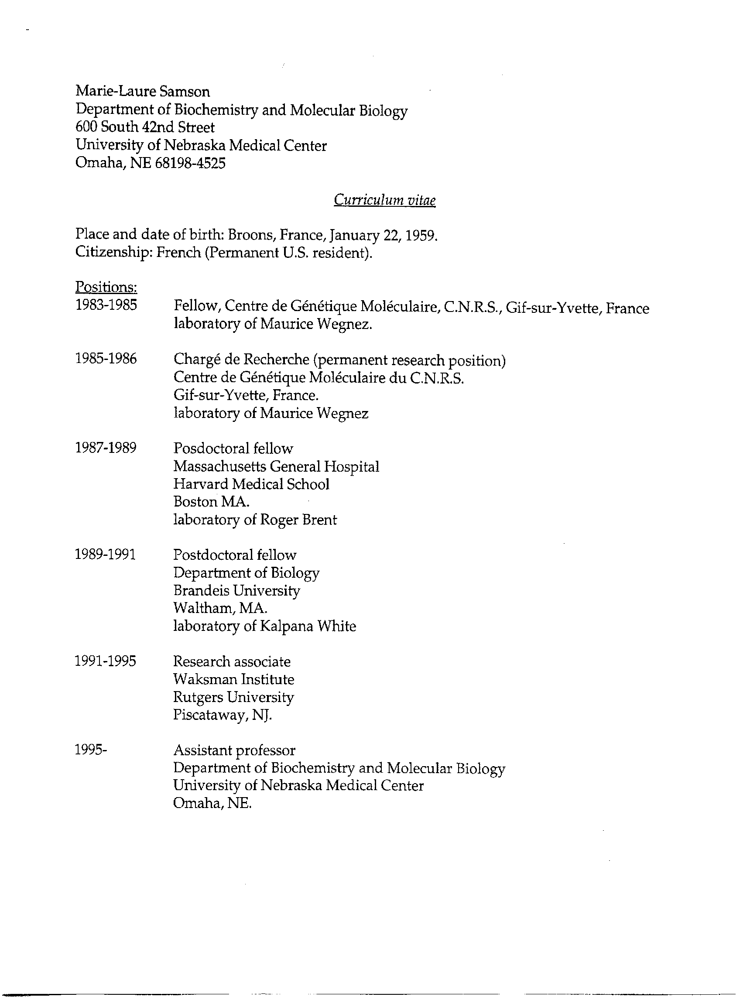 Marie-Laure Samson
Department of Biochemistry and Molecular Biology
600 South 42nd Street
University of Nebraska Medical Center
Omaha, NE 68198-4525
Curriculum vitae
Place and date of birth: Broons, France, January 22, 1959.
Citizenship: French (Permanent U.S. resident).
Positions:
1983-1985 Fellow, Centre de Génétique Moléculaire, C.N.R.S., Gif-sur-Yvette, France
laboratory of Maurice Wegnez.
1985-1986 Chargé de Recherche (permanent research position)
Centre de Génétique Moléculaire du C.N.R.S.
Gif-sur-Yvette, France.
laboratory of Maurice Wegnez
1987-1989 Posdoctoral fellow
Massachusetts General Hospital
Harvard Medical School
Boston MA.
laboratory of Roger Brent
1989-1991 Postdoctoral fellow
Department of Biology
Brandeis University
Waltham, MA.
laboratory of Kalpana White
1991-1995 Research associate
Waksman Institute
Rutgers University
Piscataway, NJ.
1995- Assistant professor
Department of Biochemistry and Molecular Biology
University of Nebraska Medical Center
Omaha, NE.